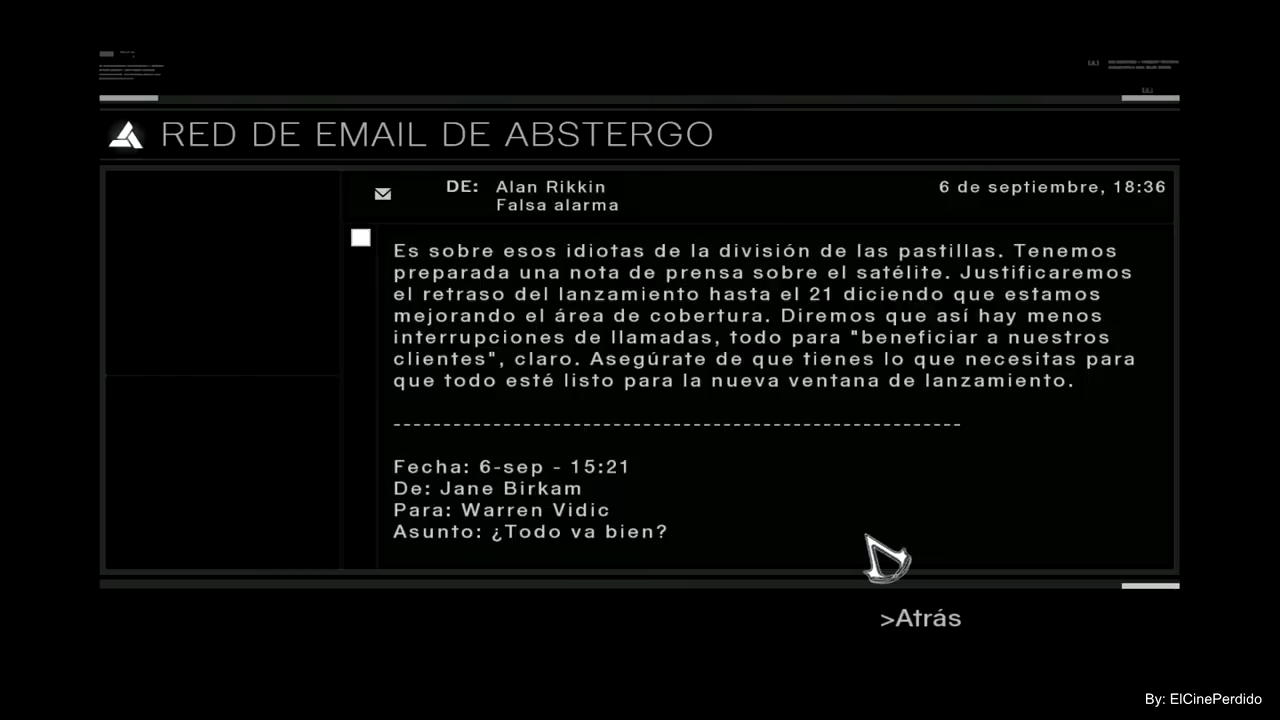 RED DE EMAIL DE ABSTERGO
DE: Alan Rikkin
6 de septiembre, 18:36
Falsa alarma
Es sobre esos idiotas de la división de las pastillas. Tenemos
preparada una nota de prensa sobre el satélite. Justificaremos
el retraso del lanzamiento hasta el 21 diciendo que estamos
mejorando el área de cobertura. Diremos que así hay menos
interrupciones de llamadas, todo para "beneficiar a nuestros
clientes", claro. Asegúrate de que tienes lo que necesitas para
que todo esté listo para la nueva ventana de lanzamiento.
---------------------------------------------------------
Fecha: 6-sep - 15:21
De: Jane Birkam
Para: Warren Vidic
Asunto: ¿Todo va bien?
>Atrás
By: ElCinePerdido